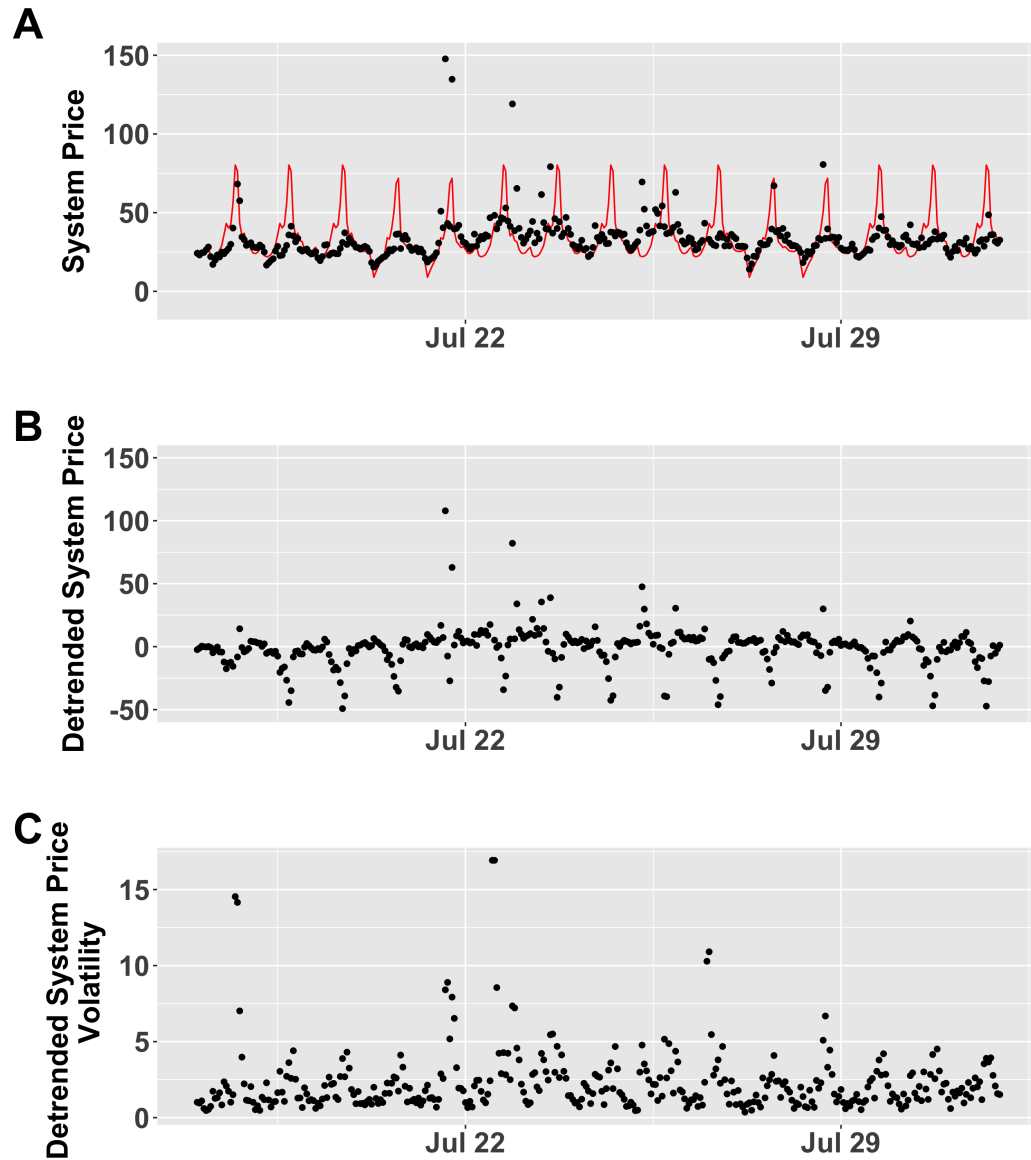 A
System Price
150
100
50
0
Jul 22 Jul 29
B
Detrended System Price
150
100
50
0
-50
Jul 22 Jul 29
C
Detrended System Price
Volatility
15
10
5
0
Jul 22 Jul 29